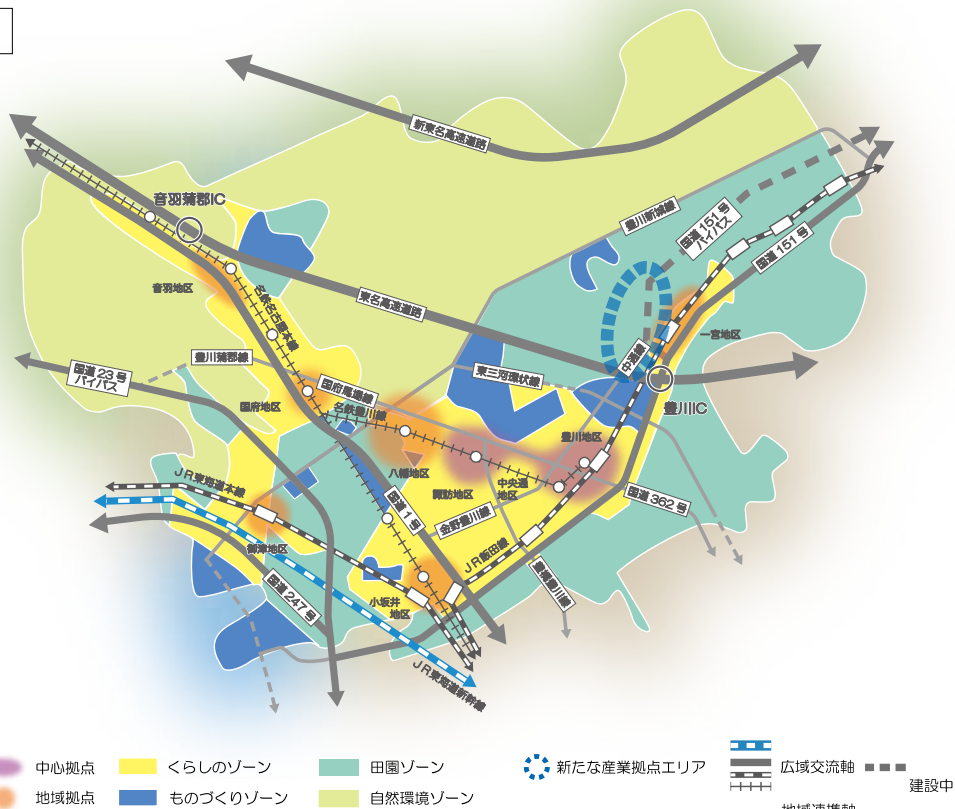 新東名高速道路
音羽蒲郡IC
豊川新城線
国道151号
バイパス
国道151号
音羽地区
名鉄名古屋本線
東名高速道路
一宮地区
豊川蒲郡線
中通線
国道23号
バイパス
東三河環状線
国府馬場線
豊川IC
国府地区
名鉄豊川線
豊川地区
八幡地区
JR東海道本線
諏訪地区
中央通
地区
国道1号
国道362号
金野豊川線
御津地区
JR飯田線
国道247号
小坂井
地区
JR東海道新幹線
中心拠点
くらしのゾーン
田園ゾーン
新たな産業拠点エリア
広域交流軸
建設中
地域拠点
ものづくりゾーン
自然環境ゾーン